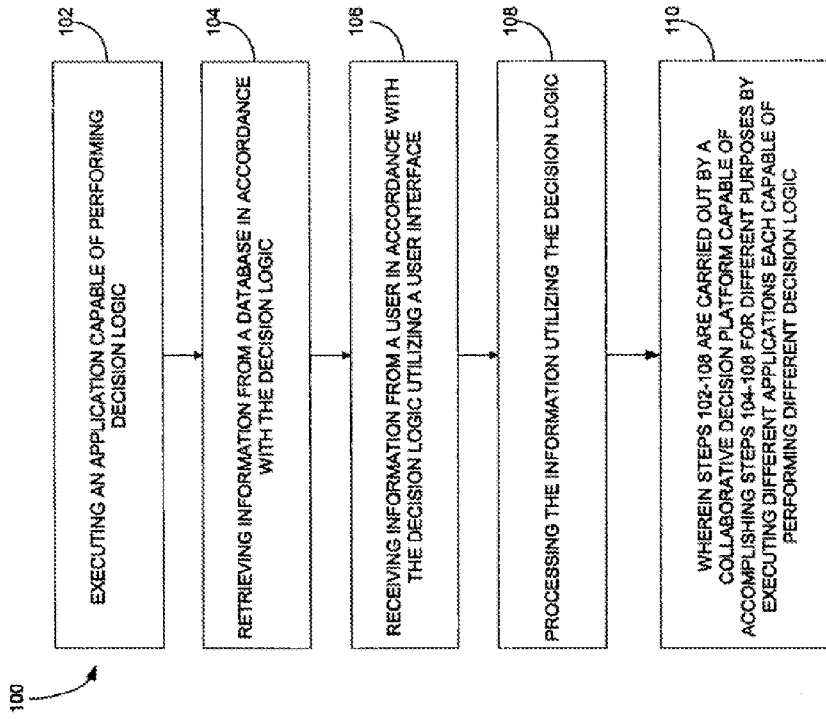 100
102
EXECUTING AN APPLICATION CAPABLE OF PERFORMING
DECISION LOGIC
104
RETRIEVING INFORMATION FROM A DATABASE IN ACCORDANCE
WITH THE DECISION LOGIC
106
RECEIVING INFORMATION FROM A USER IN ACCORDANCE WITH
THE DECISION LOGIC UTILIZING A USER INTERFACE
108
PROCESSING THE INFORMATION UTILIZING THE DECISION LOGIC
110
WHEREIN STEPS 102-108 ARE CARRIED OUT BY A
COLLABORATIVE DECISION PLATFORM CAPABLE OF
ACCOMPLISHING STEPS 104-108 FOR DIFFERENT PURPOSES BY
EXECUTING DIFFERENT APPLICATIONS EACH CAPABLE OF
PERFORMING DIFFERENT DECISION LOGIC